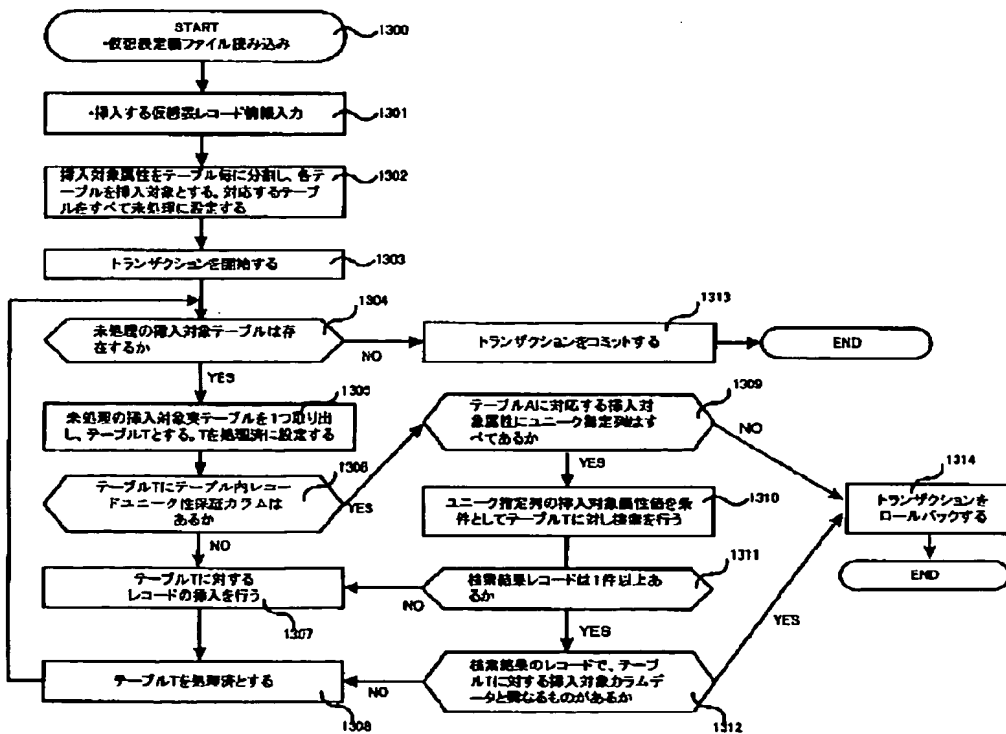 START
・仮想表定義ファイル読み込み
1300
・挿入する仮想表レコード情報入力
1301
挿入対象属性をテーブル毎に分割し、各テ
ーブルを挿入対象とする。対応するテーブ
ルをすべて未処理に設定する
1302
トランザクションを開始する
1303
未処理の挿入対象テーブルは存
在するか
1304
NO
トランザクションをコミットする
1313
END
YES
未処理の挿入対象実テーブルを1つ取り出
し、テーブルTとする。Tを処理済に設定する
1305
テーブルTにテーブル内レコー
ドユニーク性保証カラムは
あるか
1306
YES
NO
テーブルAに対応する挿入対
象属性にユニーク指定列はす
べてあるか
1309
NO
YES
ユニーク指定列の挿入対象属性値を条
件としてテーブルTに対し検索を行う
1310
検索結果レコードは1件以上あ
るか
1311
NO
YES
テーブルTに対する
レコードの挿入を行う
1307
検索結果のレコードで、テーブ
ルTに対する挿入対象カラムデ
ータと異なるものがあるか
1312
NO
YES
テーブルTを処理済とする
1308
トランザクションを
ロールバックする
1314
END